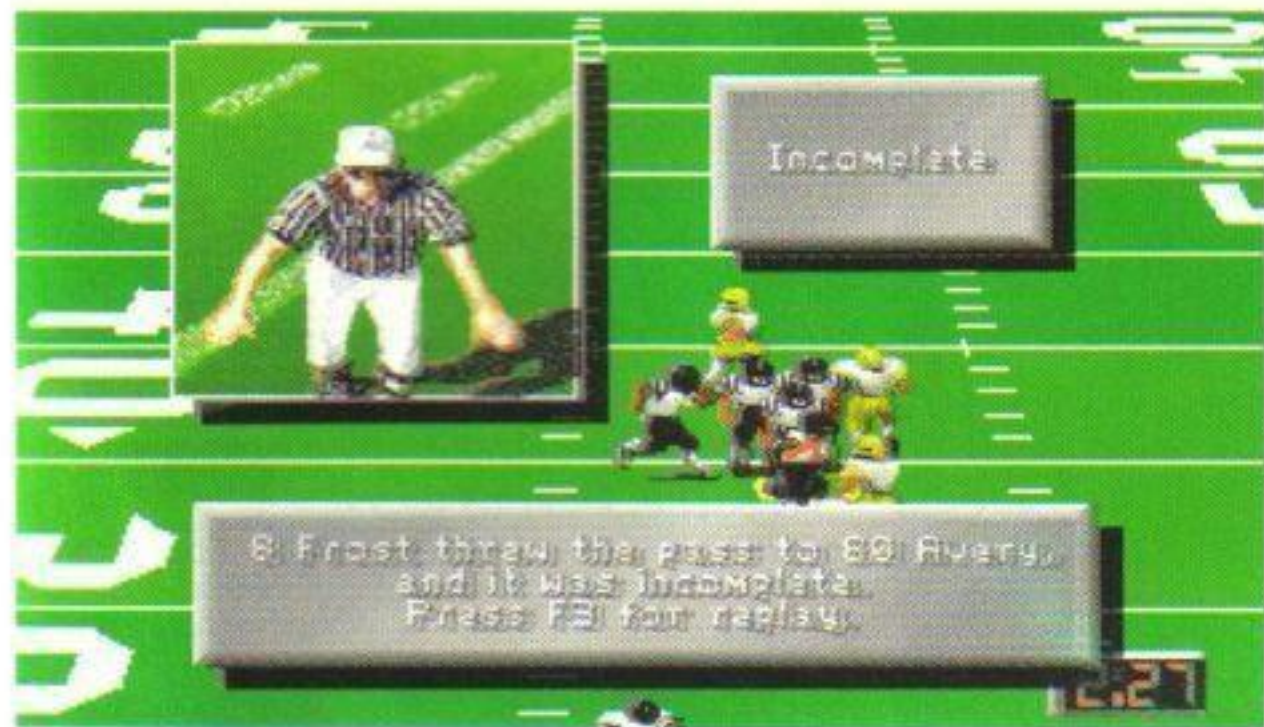 Incomplete
8 Frost threw the pass to 80 Avery,
and it was incomplete.
Press F3 for replay.
2:27